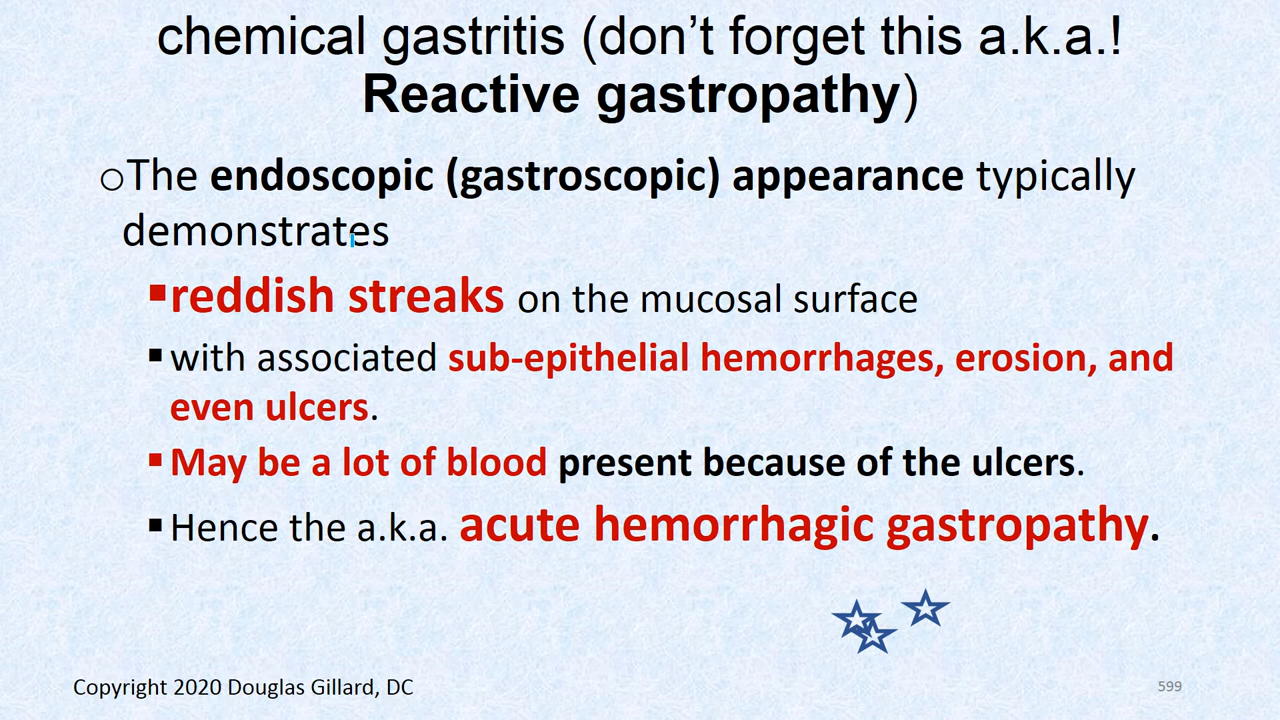 chemical gastritis (don’t forget this a.k.a.!
Reactive gastropathy)
The endoscopic (gastroscopic) appearance typically
demonstrates
reddish streaks on the mucosal surface
with associated sub-epithelial hemorrhages, erosion, and
even ulcers.
May be a lot of blood present because of the ulcers.
Hence the a.k.a. acute hemorrhagic gastropathy.
Copyright 2020 Douglas Gillard, DC
599